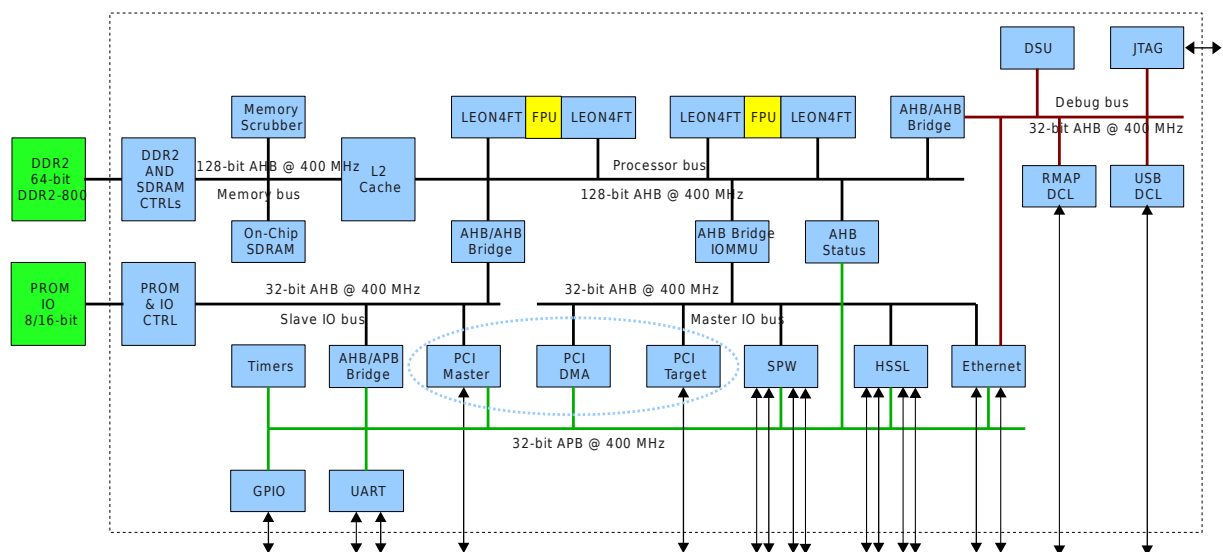 DSU
JTAG
Debug bus
32-bit AHB @ 400 MHz
Memory
Scrubber
LEON4FT
FPU
LEON4FT
LEON4FT
FPU
LEON4FT
AHB/AHB
Bridge
DDR2
64-bit
DDR2-800
DDR2
AND
SDRAM
CTRLs
128-bit AHB @ 400 MHz
Memory bus
L2
Cache
Processor bus
128-bit AHB @ 400 MHz
RMAP
DCL
USB
DCL
On-Chip
SDRAM
AHB/AHB
Bridge
AHB Bridge
IOMMU
AHB
Status
PROM
IO
8/16-bit
PROM
& IO
CTRL
32-bit AHB @ 400 MHz
Slave IO bus
32-bit AHB @ 400 MHz
Master IO bus
Timers
AHB/APB
Bridge
PCI
Master
PCI
DMA
PCI
Target
SPW
HSSL
Ethernet
32-bit APB @ 400 MHz
GPIO
UART